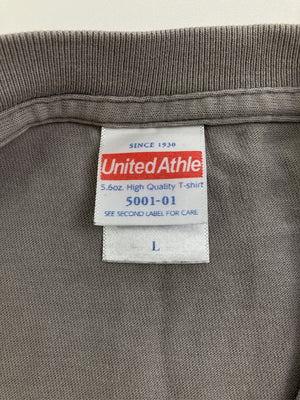 SINCE 1930
United Athle
5.6oz. High Quality T-shirt
5001-01
SEE SECOND LABEL FOR CARE
L